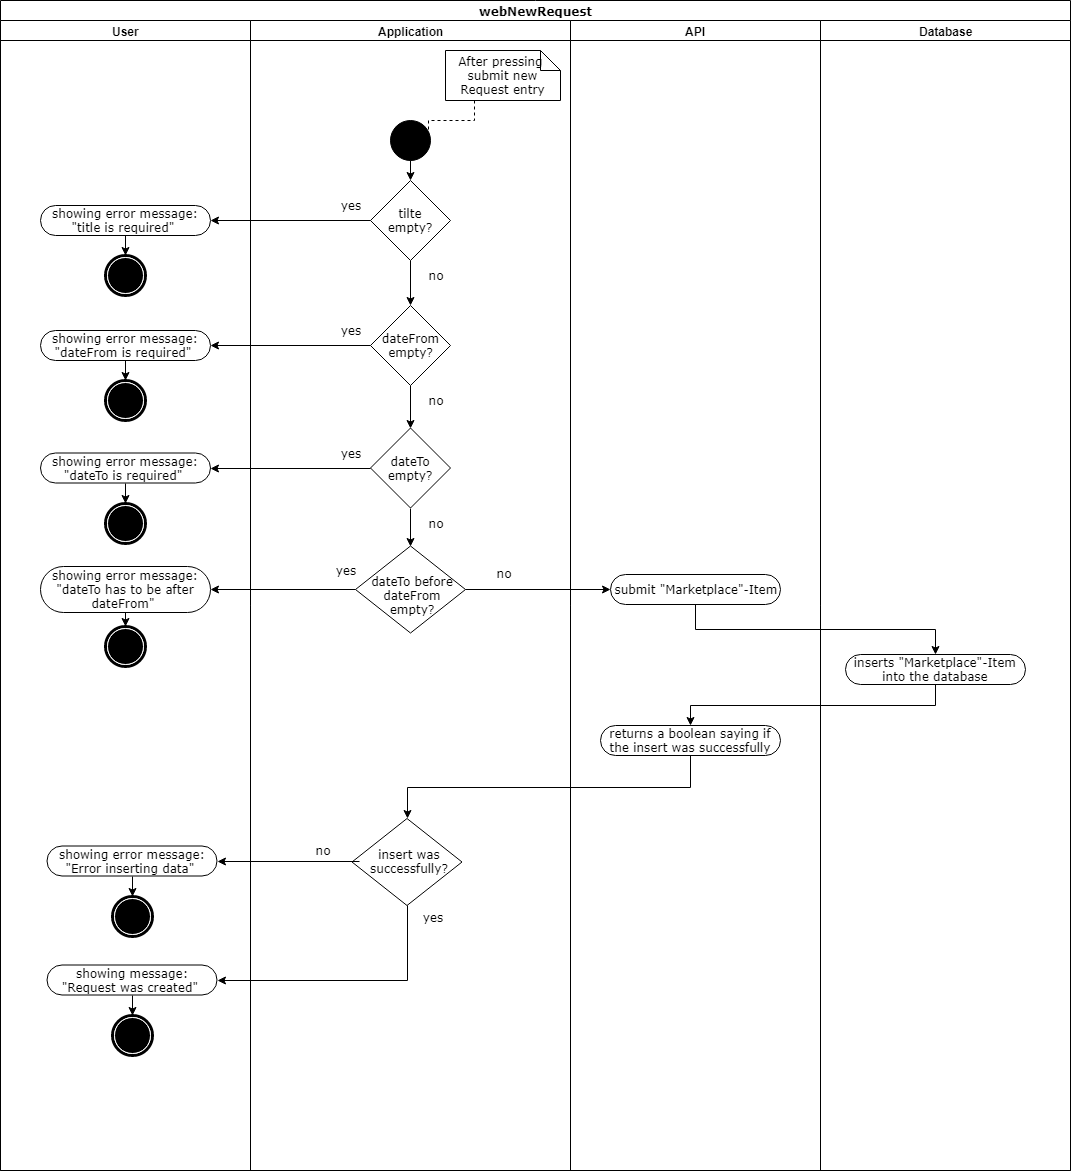 webNewRequest
User
Application
API
Database
After pressing
submit new
Request entry
tilte
empty?
yes
showing error message:
"title is required"
no
dateFrom
empty?
yes
showing error message:
"dateFrom is required"
no
dateTo
empty?
yes
showing error message:
"dateTo is required"
no
dateTo before
dateFrom
empty?
yes
showing error message:
"dateTo has to be after
dateFrom"
no
submit "Marketplace"-Item
inserts "Marketplace"-Item
into the database
returns a boolean saying if
the insert was successfully
insert was
successfully?
no
showing error message:
"Error inserting data"
yes
showing message:
"Request was created"